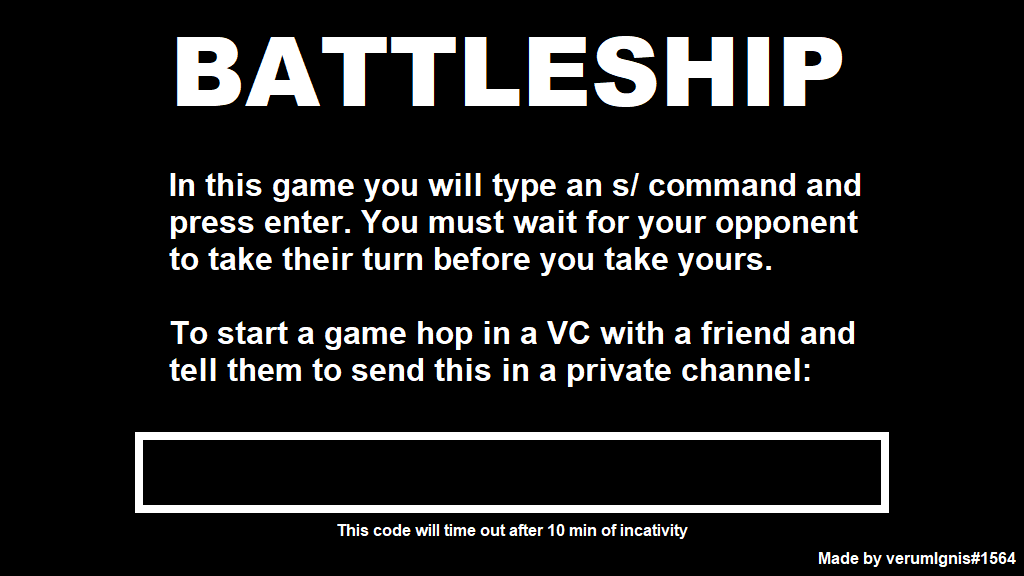 BATTLESHIP
In this game you will type an s/ command and
press enter. You must wait for your opponent
to take their turn before you take yours.
To start a game hop in a VC with a friend and
tell them to send this in a private channel:
This code will time out after 10 min of incativity
Made by verumIgnis#1564